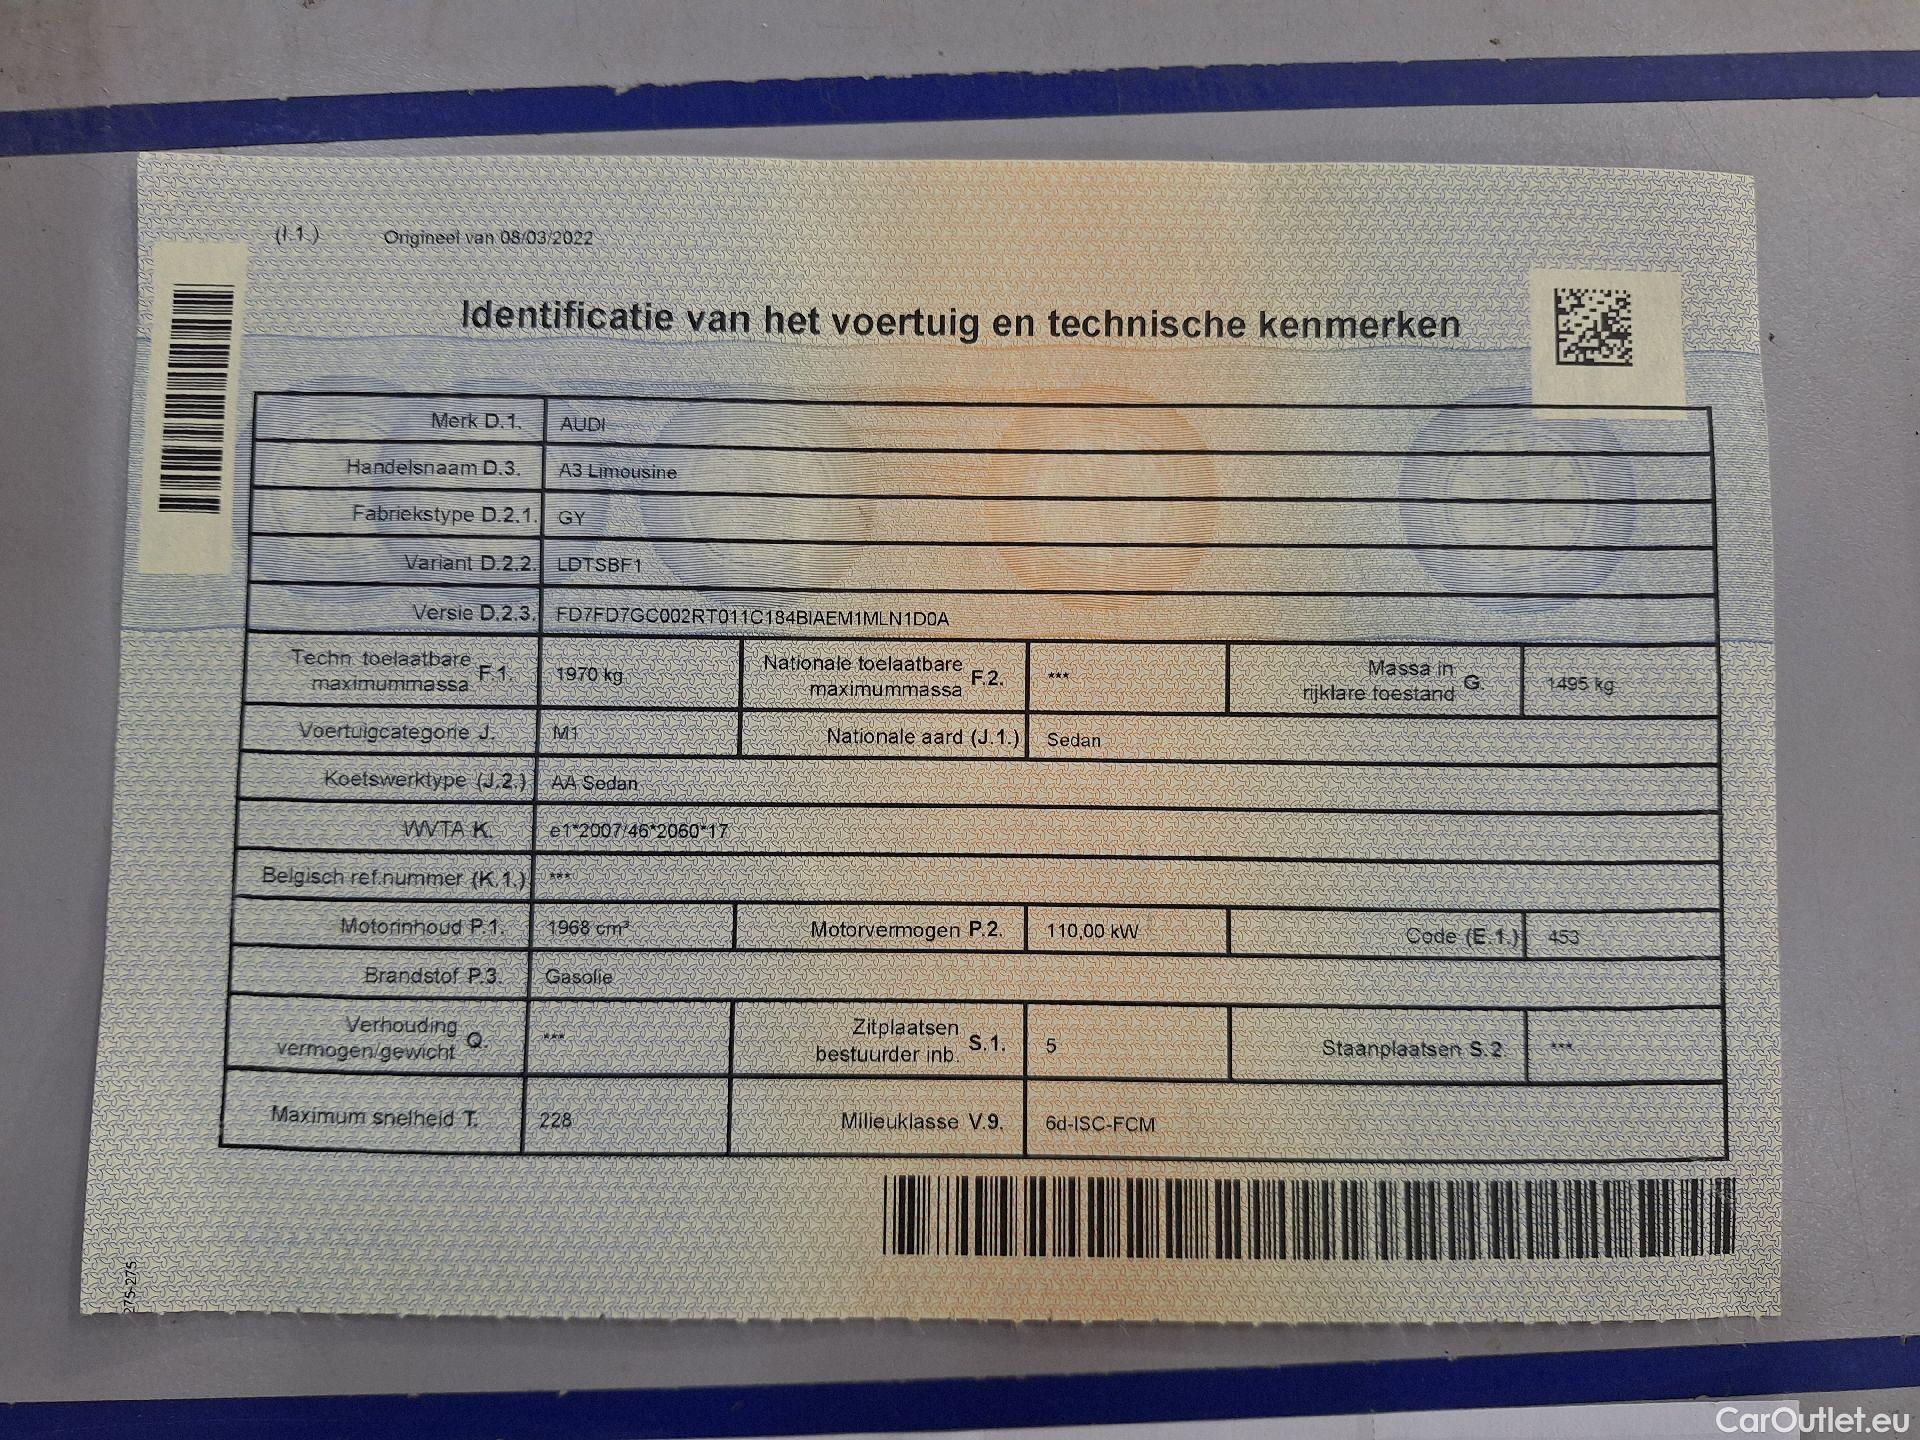 (I.1.) Origineel van 08/03/2022
Identificatie van het voertuig en technische kenmerken
Merk D.1. AUDI
Handelsnaam D.3. A3 Limousine
Fabriekstype D.2.1. GY
Variant D.2.2. LDTSBF1
Versie D.2.3. FD7FD7GC002RT011C184BIAEM1MLN1D0A
Techn. toelaatbare
maximummassa F.1. 1970 kg
Nationale toelaatbare
maximummassa F.2. ***
Massa in
rijklare toestand G. 1495 kg
Voertuigcategorie J. M1 Nationale aard (J.1.) Sedan
Koetswerktype (J.2.) AA Sedan
WVTA K. e1*2007/46*2060*17
Belgisch ref.nummer (K.1.) ***
Motorinhoud P.1. 1968 cm³ Motorvermogen P.2. 110,00 kW Code (E.1.) 453
Brandstof P.3. Gasolie
Verhouding
vermogen/gewicht Q. ***
Zitplaatsen
bestuurder inb. S.1. 5
Staanplaatsen S.2. ***
Maximum snelheid T. 228 Milieuklasse V.9. 6d-ISC-FCM
275-275
CarOutlet.eu